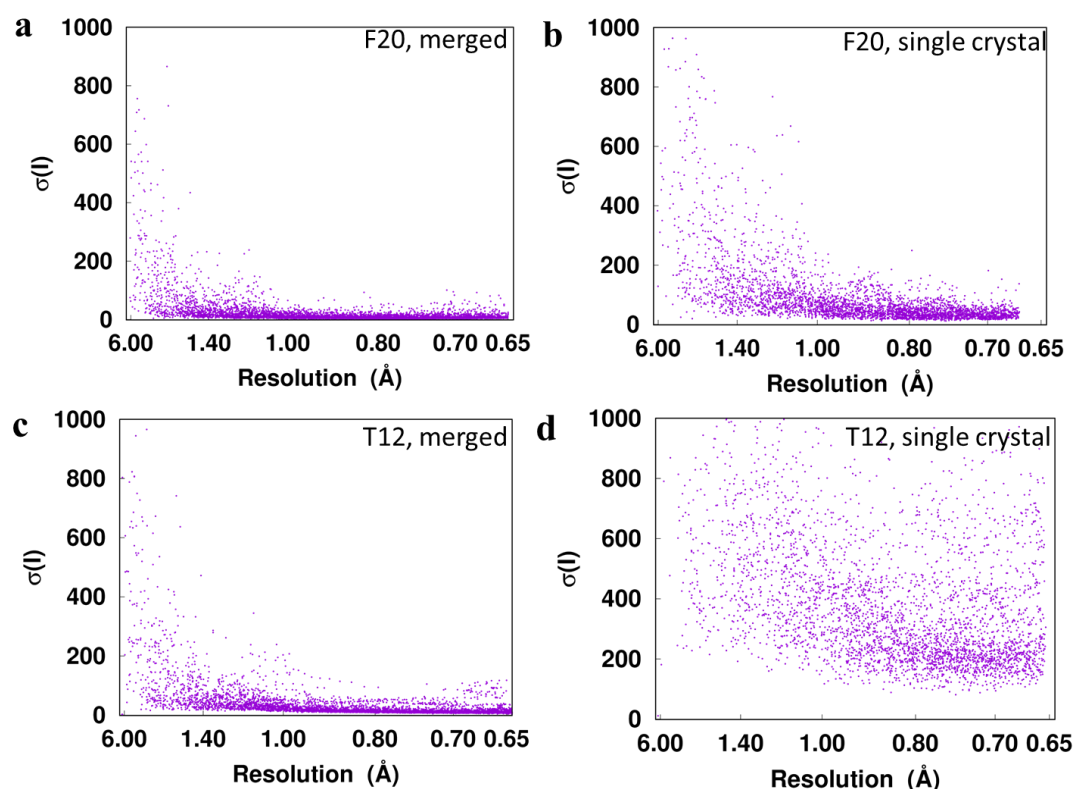 a
F20, merged
1000
800
600
400
200
0
σ(I)
6.00 1.40 1.00 0.80 0.70 0.65
Resolution (Å)
b
F20, single crystal
1000
800
600
400
200
0
σ(I)
6.00 1.40 1.00 0.80 0.70 0.65
Resolution (Å)
c
T12, merged
1000
800
600
400
200
0
σ(I)
6.00 1.40 1.00 0.80 0.70 0.65
Resolution (Å)
d
T12, single crystal
1000
800
600
400
200
0
σ(I)
6.00 1.40 1.00 0.80 0.70 0.65
Resolution (Å)